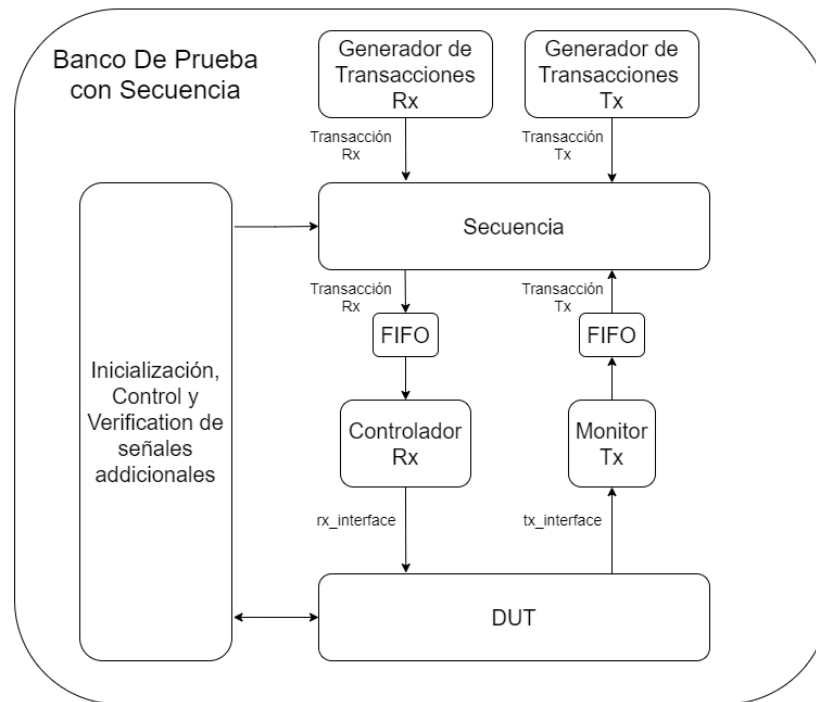 Banco De Prueba
con Secuencia
Generador de
Transacciones
Rx
Generador de
Transacciones
Tx
Transacción
Rx
Transacción
Tx
Secuencia
Transacción
Rx
Transacción
Tx
FIFO
FIFO
Inicialización,
Control y
Verification de
señales
addicionales
Controlador
Rx
Monitor
Tx
rx_interface
tx_interface
DUT